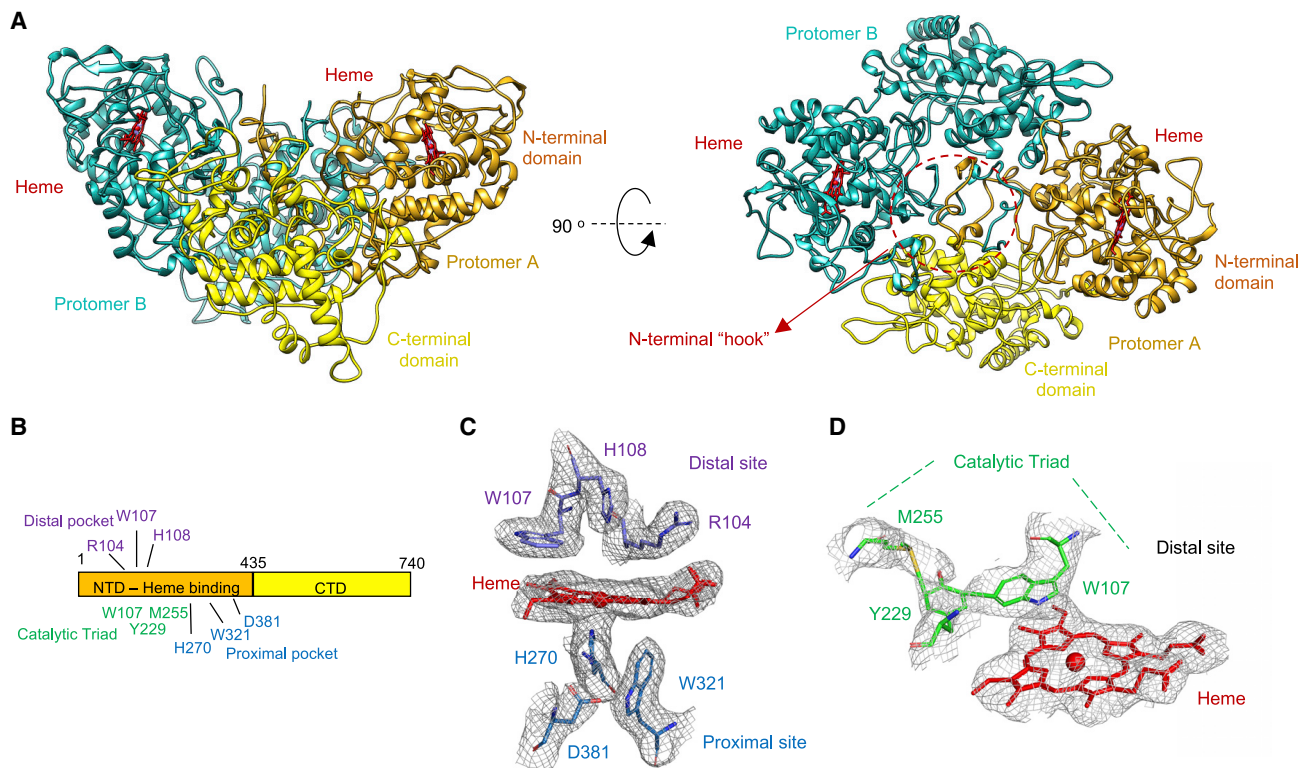 A
Heme
Heme
N-terminal
domain
Protomer A
Protomer B
C-terminal
domain
90 o
Protomer B
Heme
Heme
N-terminal
domain
N-terminal “hook”
Protomer A
C-terminal
domain
B
Distal pocket
W107
R104
H108
1
435
740
NTD – Heme binding
CTD
Catalytic Triad
W107
M255
Y229
D381
W321
H270
Proximal pocket
C
H108
Distal site
W107
R104
Heme
H270
W321
D381
Proximal site
D
Catalytic Triad
M255
Distal site
Y229
W107
Heme